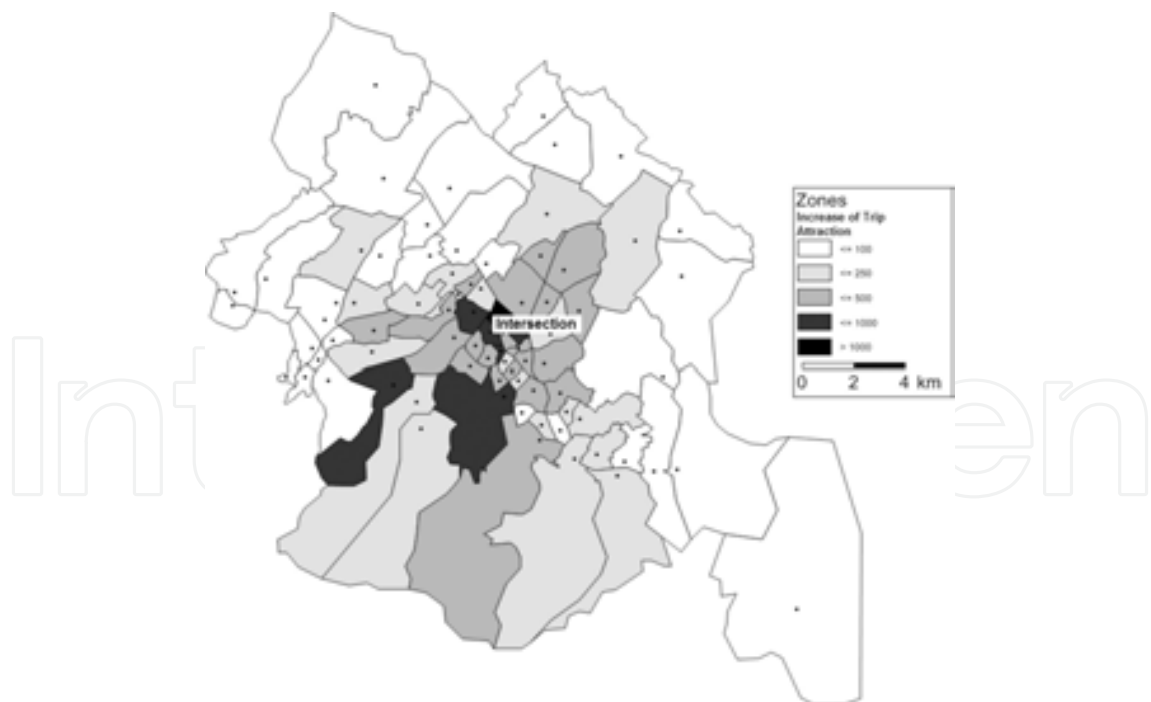 Zones
Increase of Trip
Attraction
<= 100
<= 250
<= 500
<= 1000
> 1000
0 2 4 km
Intersection